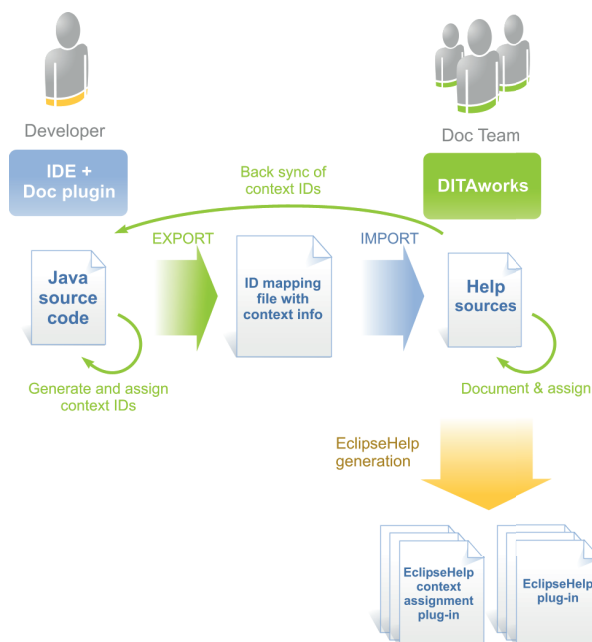 Developer
Doc Team
IDE +
Doc plugin
DITAworks
Back sync of
context IDs
EXPORT
IMPORT
Java
source
code
ID mapping
file with
context info
Help
sources
Generate and assign
context IDs
Document & assign
EclipseHelp
generation
EclipseHelp
context
assignment
plug-in
EclipseHelp
plug-in